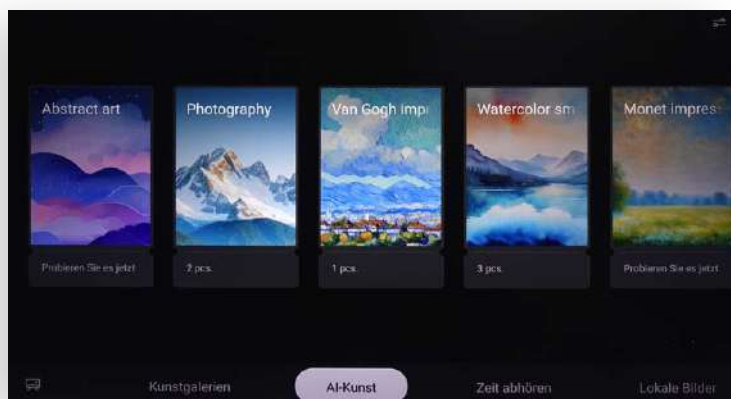 Abstract art
Photography
Van Gogh impr
Watercolor sm
Monet impres
Probieren Sie es jetzt
2 pcs.
1 pcs.
3 pcs.
Probieren Sie es jetzt
Kunstgalerien
AI-Kunst
Zeit abhören
Lokale Bilder